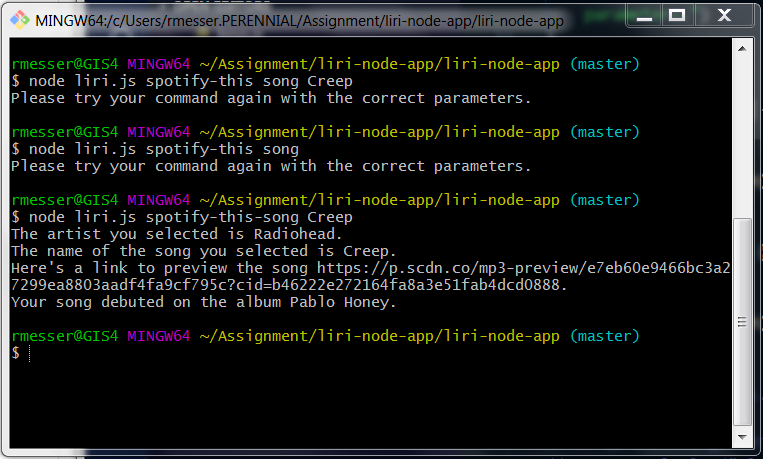 MINGW64:/c/Users/rmesser.PERENNIAL/Assignment/liri-node-app/liri-node-app
rmesser@GIS4 MINGW64 ~/Assignment/liri-node-app/liri-node-app (master)
$ node liri.js spotify-this song Creep
Please try your command again with the correct parameters.
rmesser@GIS4 MINGW64 ~/Assignment/liri-node-app/liri-node-app (master)
$ node liri.js spotify-this song
Please try your command again with the correct parameters.
rmesser@GIS4 MINGW64 ~/Assignment/liri-node-app/liri-node-app (master)
$ node liri.js spotify-this-song Creep
The artist you selected is Radiohead.
The name of the song you selected is Creep.
Here's a link to preview the song https://p.scdn.co/mp3-preview/e7eb60e9466bc3a2
7299ea8803aadf4fa9cf795c?cid=b46222e272164fa8a3e51fab4dcd0888.
Your song debuted on the album Pablo Honey.
rmesser@GIS4 MINGW64 ~/Assignment/liri-node-app/liri-node-app (master)
$